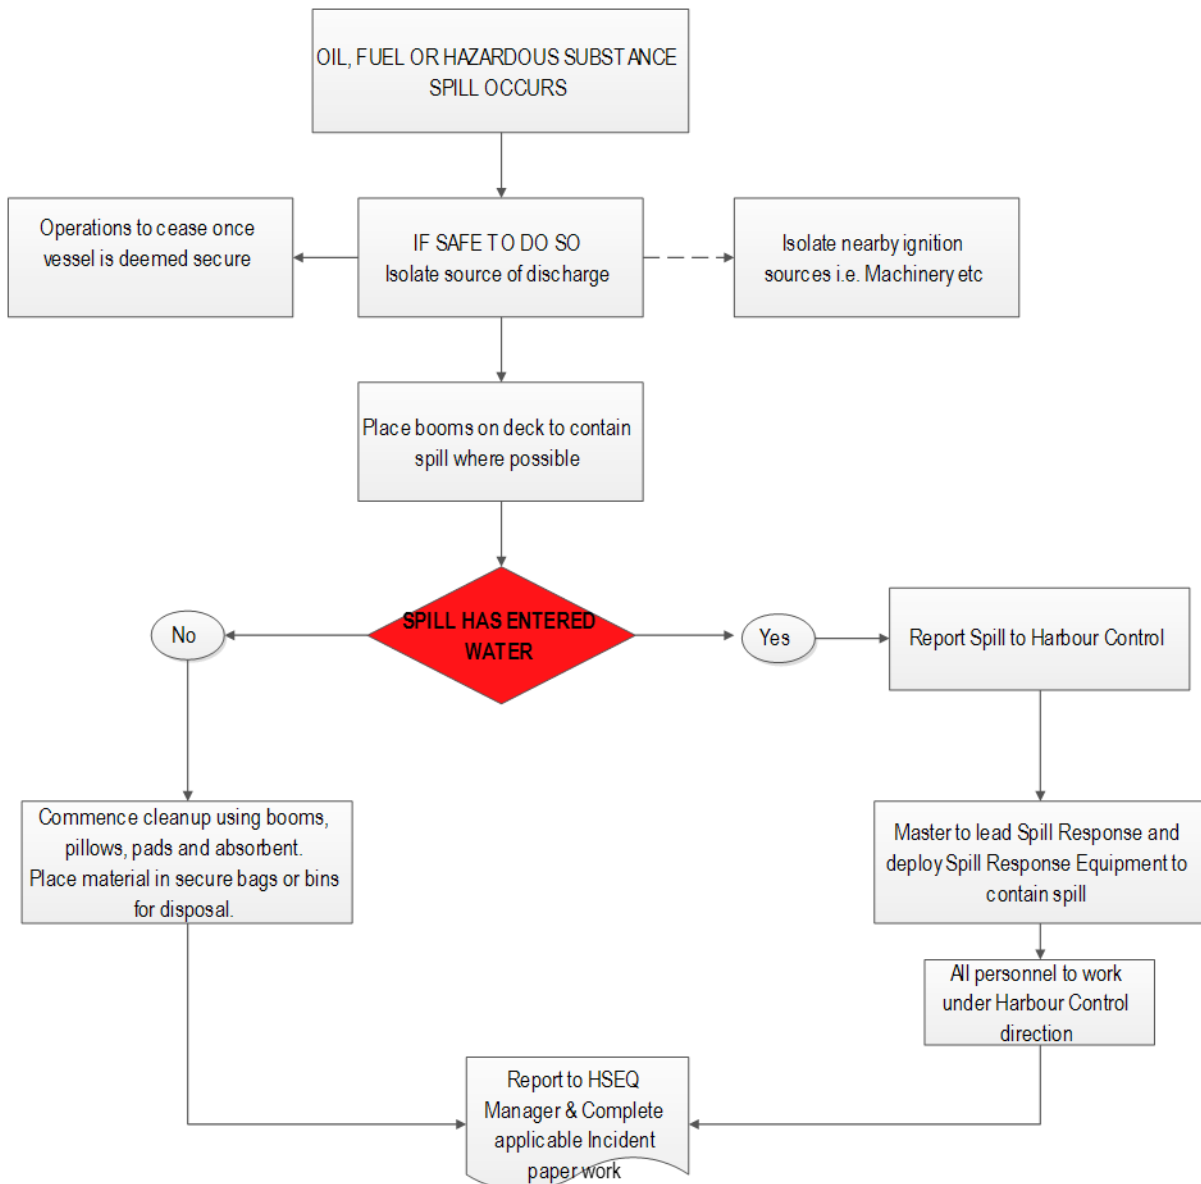 OIL, FUEL OR HAZARDOUS SUBSTANCE
SPILL OCCURS
Operations to cease once
vessel is deemed secure
IF SAFE TO DO SO
Isolate source of discharge
Isolate nearby ignition
sources i.e. Machinery etc
Place booms on deck to contain
spill where possible
SPILL HAS ENTERED
WATER
No
Yes
Report Spill to Harbour Control
Commence cleanup using booms,
pillows, pads and absorbent.
Place material in secure bags or bins
for disposal.
Master to lead Spill Response and
deploy Spill Response Equipment to
contain spill
All personnel to work
under Harbour Control
direction
Report to HSEQ
Manager & Complete
applicable Incident
paper work